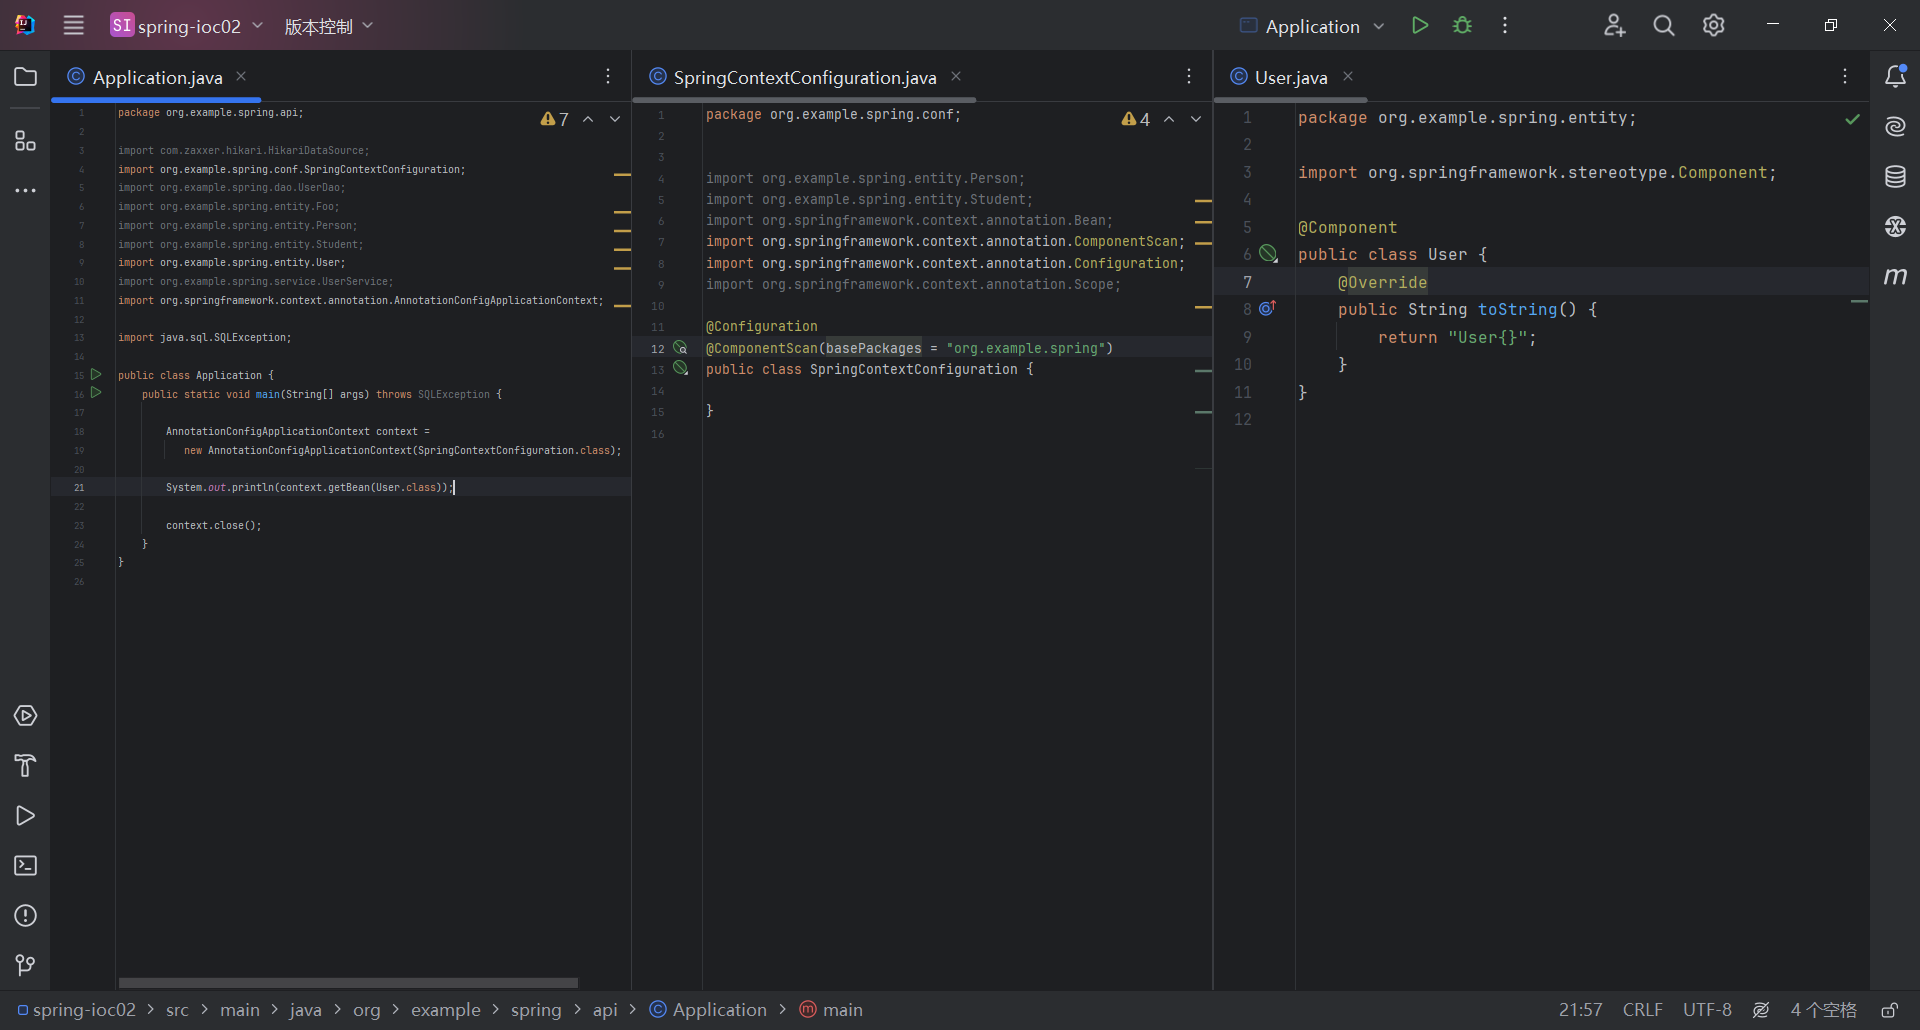 SI spring-ioc02 版本控制 Application
Application.java
1 package org.example.spring.api;
2
3 import com.zaxxer.hikari.HikariDataSource;
4 import org.example.spring.conf.SpringContextConfiguration;
5 import org.example.spring.dao.UserDao;
6 import org.example.spring.entity.Foo;
7 import org.example.spring.entity.Person;
8 import org.example.spring.entity.Student;
9 import org.example.spring.entity.User;
10 import org.example.spring.service.UserService;
11 import org.springframework.context.annotation.AnnotationConfigApplicationContext;
12
13 import java.sql.SQLException;
14
15 public class Application {
16 public static void main(String[] args) throws SQLException {
17
18 AnnotationConfigApplicationContext context =
19 new AnnotationConfigApplicationContext(SpringContextConfiguration.class);
20
21 System.out.println(context.getBean(User.class));
22
23 context.close();
24 }
25 }
26
7
SpringContextConfiguration.java
1 package org.example.spring.conf;
2
3
4 import org.example.spring.entity.Person;
5 import org.example.spring.entity.Student;
6 import org.springframework.context.annotation.Bean;
7 import org.springframework.context.annotation.ComponentScan;
8 import org.springframework.context.annotation.Configuration;
9 import org.springframework.context.annotation.Scope;
10
11 @Configuration
12 @ComponentScan(basePackages = "org.example.spring")
13 public class SpringContextConfiguration {
14
15 }
16
4
User.java
1 package org.example.spring.entity;
2
3 import org.springframework.stereotype.Component;
4
5 @Component
6 public class User {
7 @Override
8 public String toString() {
9 return "User{}";
10 }
11 }
12
m
spring-ioc02 > src > main > java > org > example > spring > api > Application > main
21:57 CRLF UTF-8 4 个空格